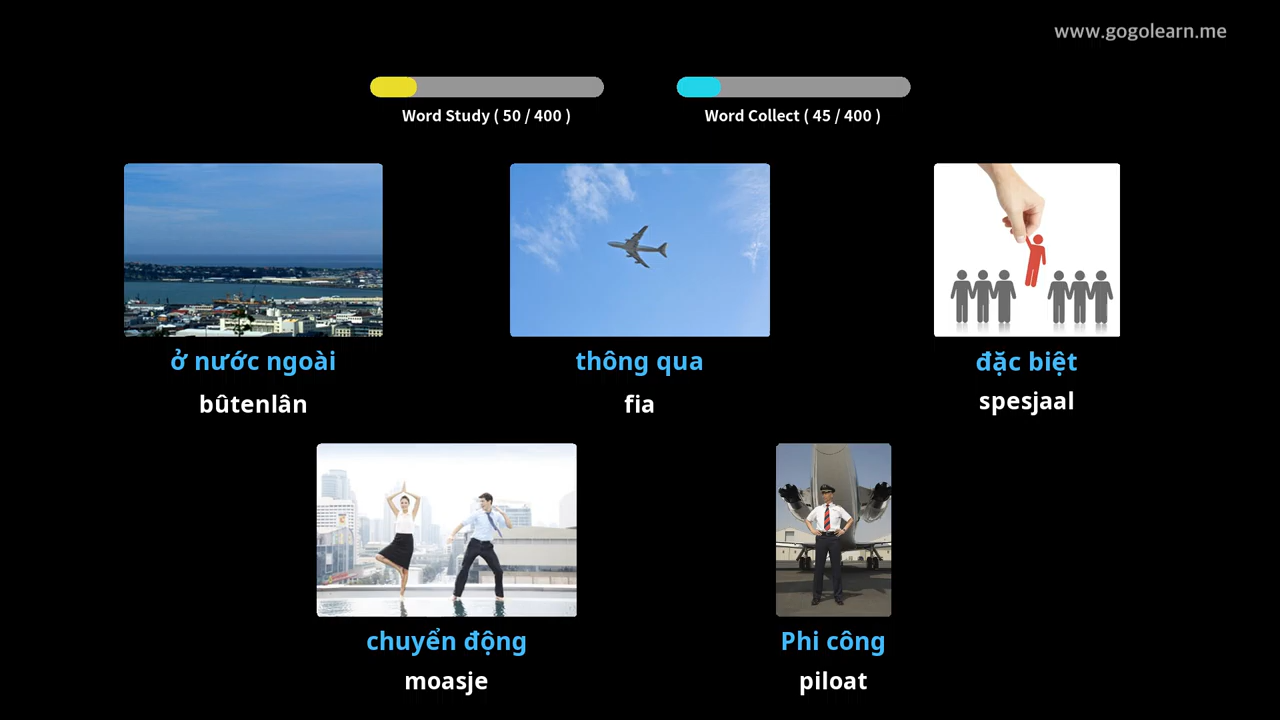 www.gogolearn.me
Word Study ( 50 / 400 )
Word Collect ( 45 / 400 )
ở nước ngoài
thông qua
đặc biệt
bûtenlân
fia
spesjaal
chuyển động
Phi công
moasje
piloat